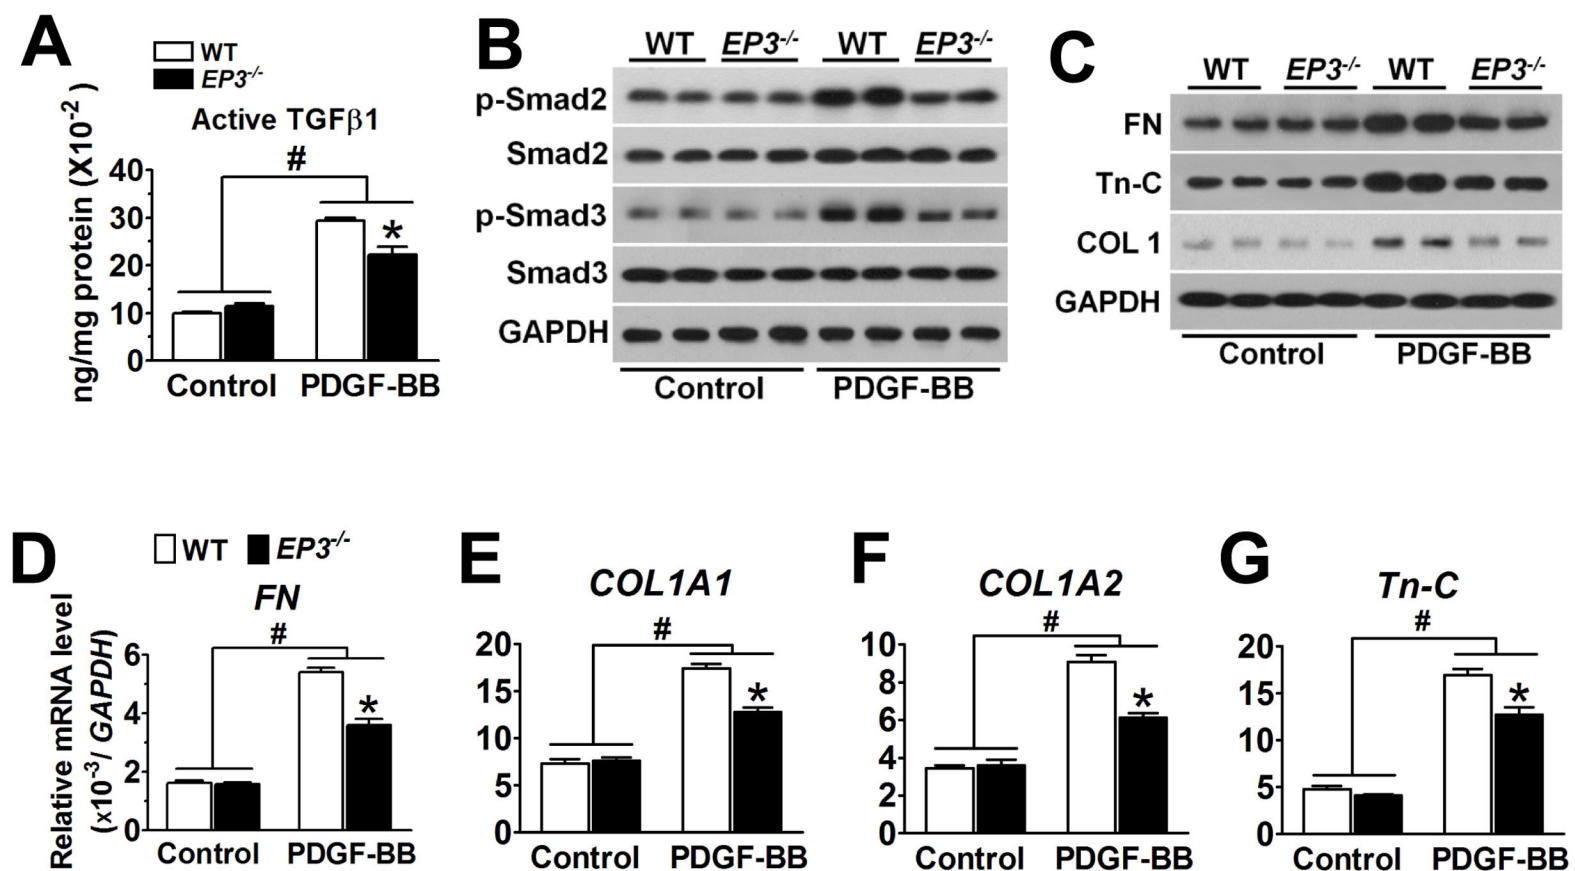 A
WT
EP3-/-
Active TGFβ1
#
ng/mg protein (X10-2 )
40
30
20
10
0
*
Control
PDGF-BB
B
WT
EP3-/-
WT
EP3-/-
p-Smad2
Smad2
p-Smad3
Smad3
GAPDH
Control
PDGF-BB
C
WT
EP3-/-
WT
EP3-/-
FN
Tn-C
COL 1
GAPDH
Control
PDGF-BB
D
WT
EP3-/-
FN
#
Relative mRNA level
(x10-3/ GAPDH)
6
4
2
0
*
Control
PDGF-BB
E
COL1A1
#
20
15
10
5
0
*
Control
PDGF-BB
F
COL1A2
#
10
8
6
4
2
0
*
Control
PDGF-BB
G
Tn-C
#
20
15
10
5
0
*
Control
PDGF-BB